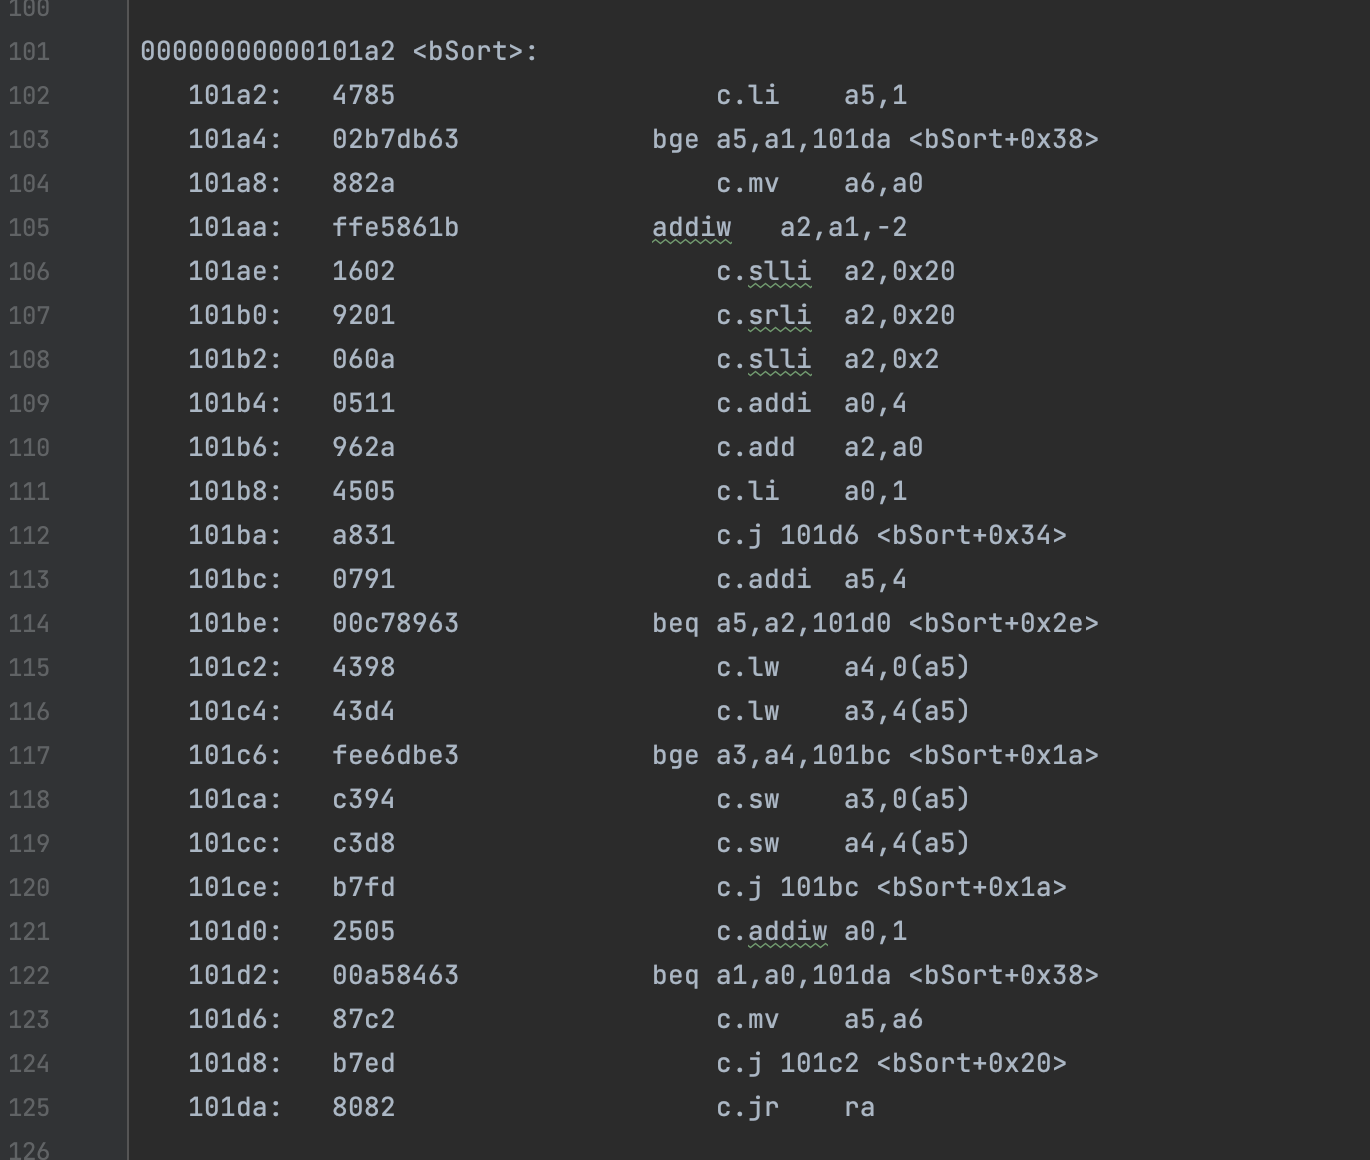 100
101 00000000000101a2 <bSort>:
102 101a2: 4785 c.li a5,1
103 101a4: 02b7db63 bge a5,a1,101da <bSort+0x38>
104 101a8: 882a c.mv a6,a0
105 101aa: ffe5861b addiw a2,a1,-2
106 101ae: 1602 c.slli a2,0x20
107 101b0: 9201 c.srli a2,0x20
108 101b2: 060a c.slli a2,0x2
109 101b4: 0511 c.addi a0,4
110 101b6: 962a c.add a2,a0
111 101b8: 4505 c.li a0,1
112 101ba: a831 c.j 101d6 <bSort+0x34>
113 101bc: 0791 c.addi a5,4
114 101be: 00c78963 beq a5,a2,101d0 <bSort+0x2e>
115 101c2: 4398 c.lw a4,0(a5)
116 101c4: 43d4 c.lw a3,4(a5)
117 101c6: fee6dbe3 bge a3,a4,101bc <bSort+0x1a>
118 101ca: c394 c.sw a3,0(a5)
119 101cc: c3d8 c.sw a4,4(a5)
120 101ce: b7fd c.j 101bc <bSort+0x1a>
121 101d0: 2505 c.addiw a0,1
122 101d2: 00a58463 beq a1,a0,101da <bSort+0x38>
123 101d6: 87c2 c.mv a5,a6
124 101d8: b7ed c.j 101c2 <bSort+0x20>
125 101da: 8082 c.jr ra
126